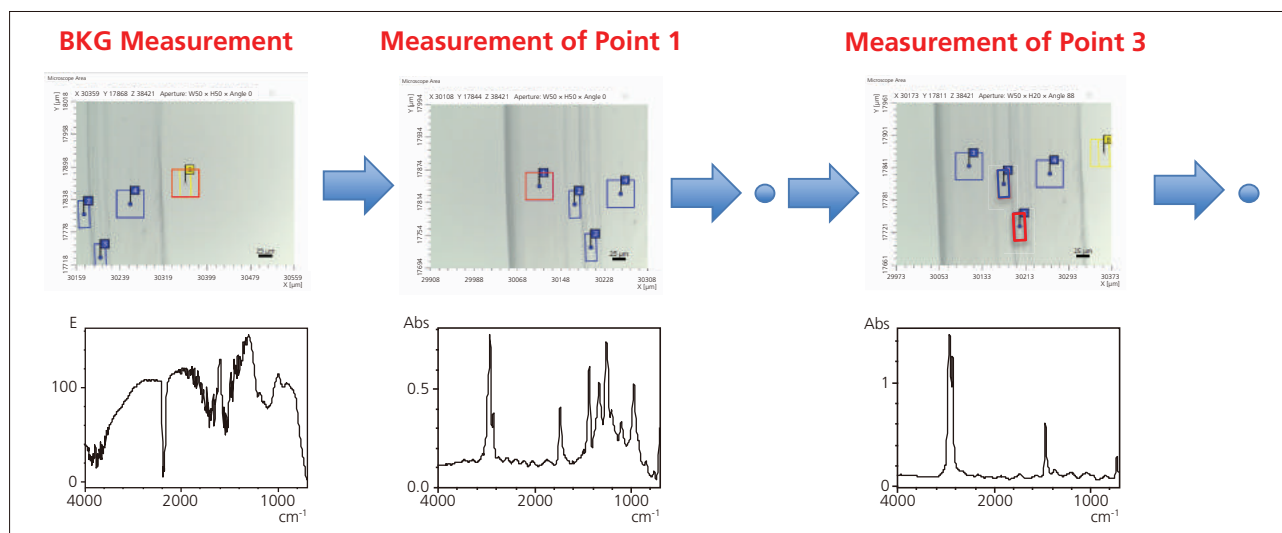 BKG Measurement
Measurement of Point 1
Measurement of Point 3
Microscope Area
X 30359 Y 17868 Z 38421 Aperture: W50 × H50 × Angle 0
Y [µm]
18018
17958
17898
17838
17778
17718
4
3
25 µm
30159 30239 30319 30399 30479 30559
X [µm]
Microscope Area
X 30108 Y 17844 Z 38421 Aperture: W50 × H50 × Angle 0
Y [µm]
17994
17934
17874
17814
17754
17694
25 µm
29908 29988 30068 30148 30228 30308
X [µm]
Microscope Area
X 30173 Y 17811 Z 38421 Aperture: W50 × H20 × Angle 88
Y [µm]
17961
17901
17841
17781
17721
17661
25 µm
29973 30053 30133 30213 30293 30373
X [µm]
E
100
0
4000 2000 1000
cm-1
Abs
0.5
0.0
4000 2000 1000
cm-1
Abs
1
0
4000 2000 1000
cm-1